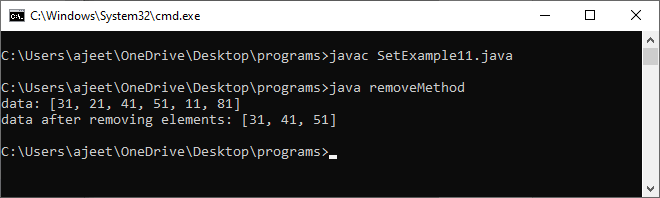 C:\Windows\System32\cmd.exe
C:\Users\ajeet\OneDrive\Desktop\programs>javac SetExample11.java
C:\Users\ajeet\OneDrive\Desktop\programs>java removeMethod
data: [31, 21, 41, 51, 11, 81]
data after removing elements: [31, 41, 51]
C:\Users\ajeet\OneDrive\Desktop\programs>